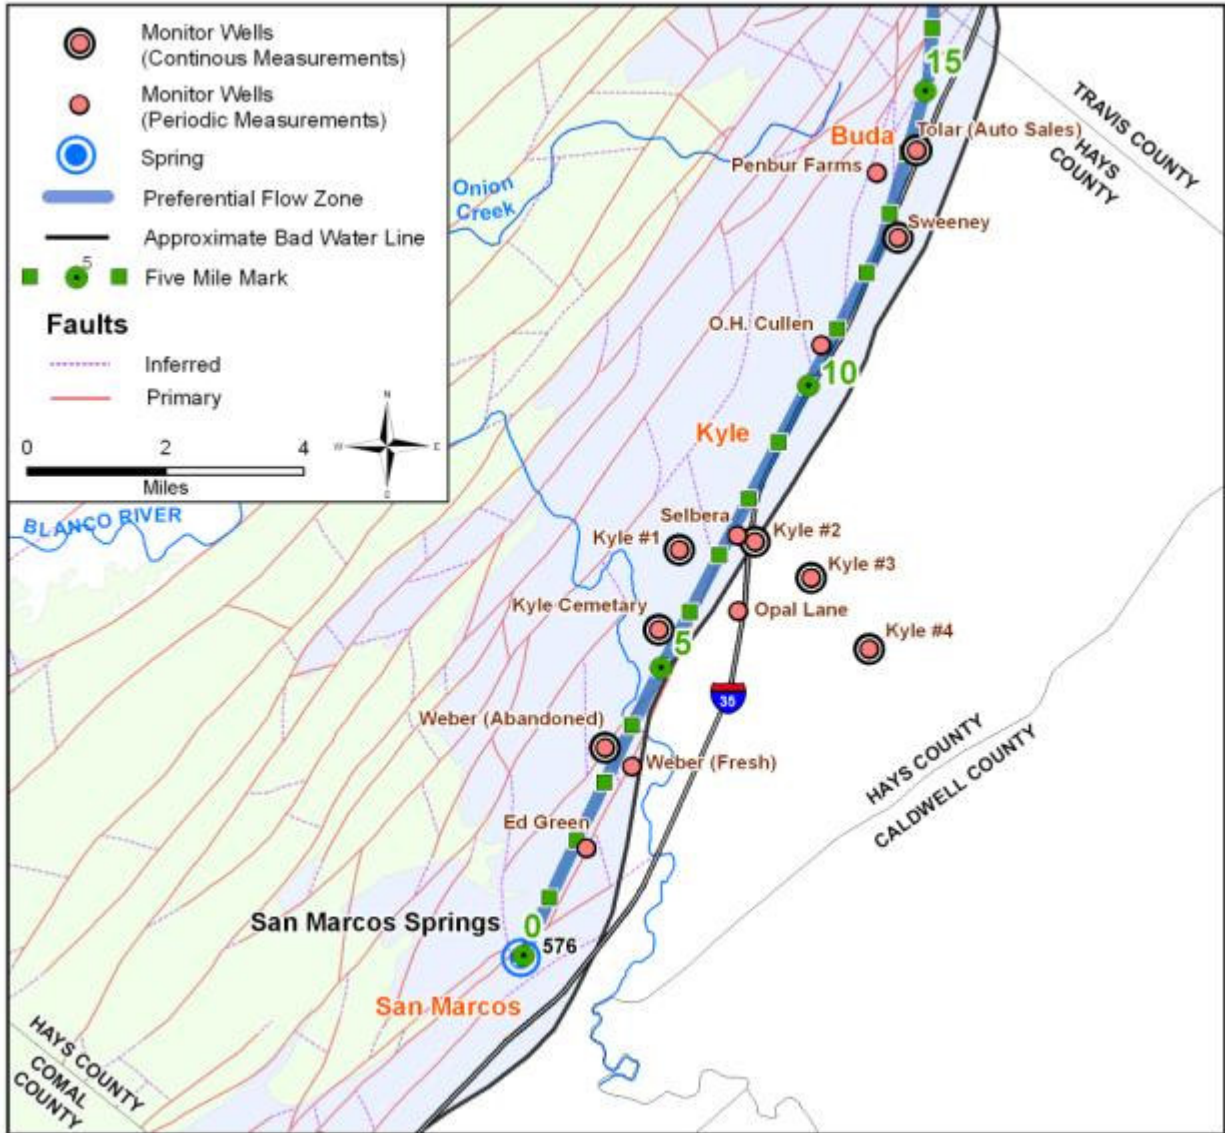 Monitor Wells
(Continous Measurements)
Monitor Wells
(Periodic Measurements)
Spring
Preferential Flow Zone
Approximate Bad Water Line
5
Five Mile Mark
Faults
Inferred
Primary
N
W
E
S
0 2 4
Miles
15
TRAVIS COUNTY
HAYS
COUNTY
Buda
Tolar (Auto Sales)
Penbur Farms
Onion
Creek
Sweeney
O.H. Cullen
10
Kyle
BLANCO RIVER
Selbera
Kyle #1
Kyle #2
Kyle #3
Kyle Cemetary
Opal Lane
Kyle #4
5
35
Weber (Abandoned)
Weber (Fresh)
HAYS COUNTY
CALDWELL COUNTY
Ed Green
San Marcos Springs
0
576
San Marcos
HAYS COUNTY
COMAL
COUNTY